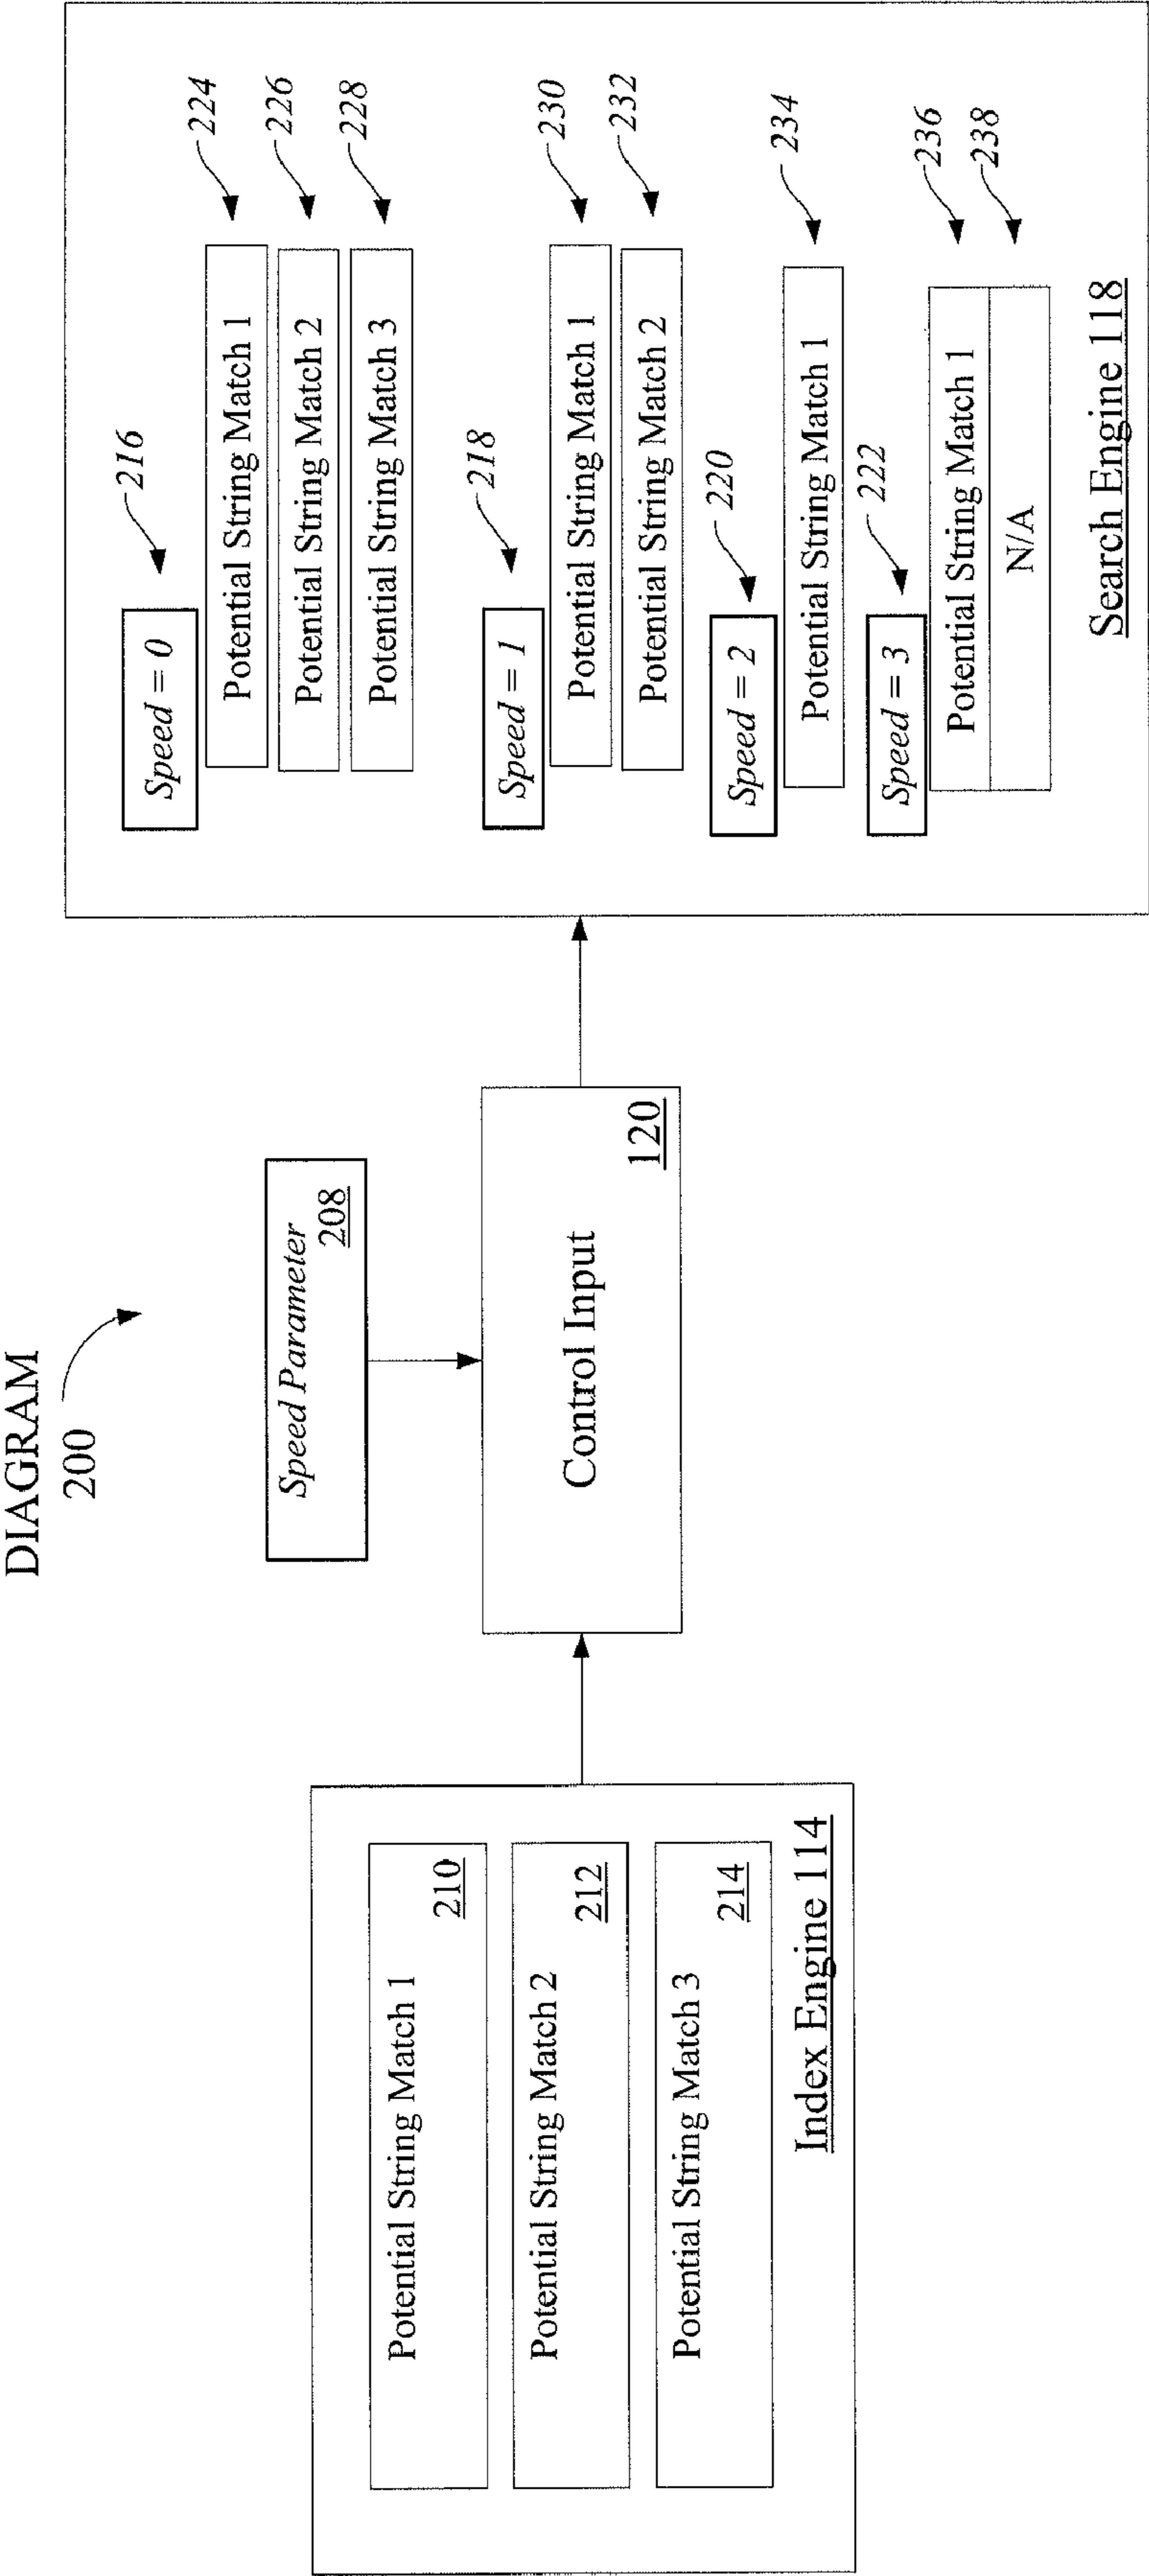 DIAGRAM
200
Potential String Match 1
210
Potential String Match 2
212
Potential String Match 3
214
Index Engine 114
Speed Parameter
208
Control Input
120
Speed = 0
216
Potential String Match 1
224
Potential String Match 2
226
Potential String Match 3
228
Speed = 1
218
Potential String Match 1
230
Potential String Match 2
232
Speed = 2
220
Potential String Match 1
234
Speed = 3
222
Potential String Match 1
236
N/A
238
Search Engine 118